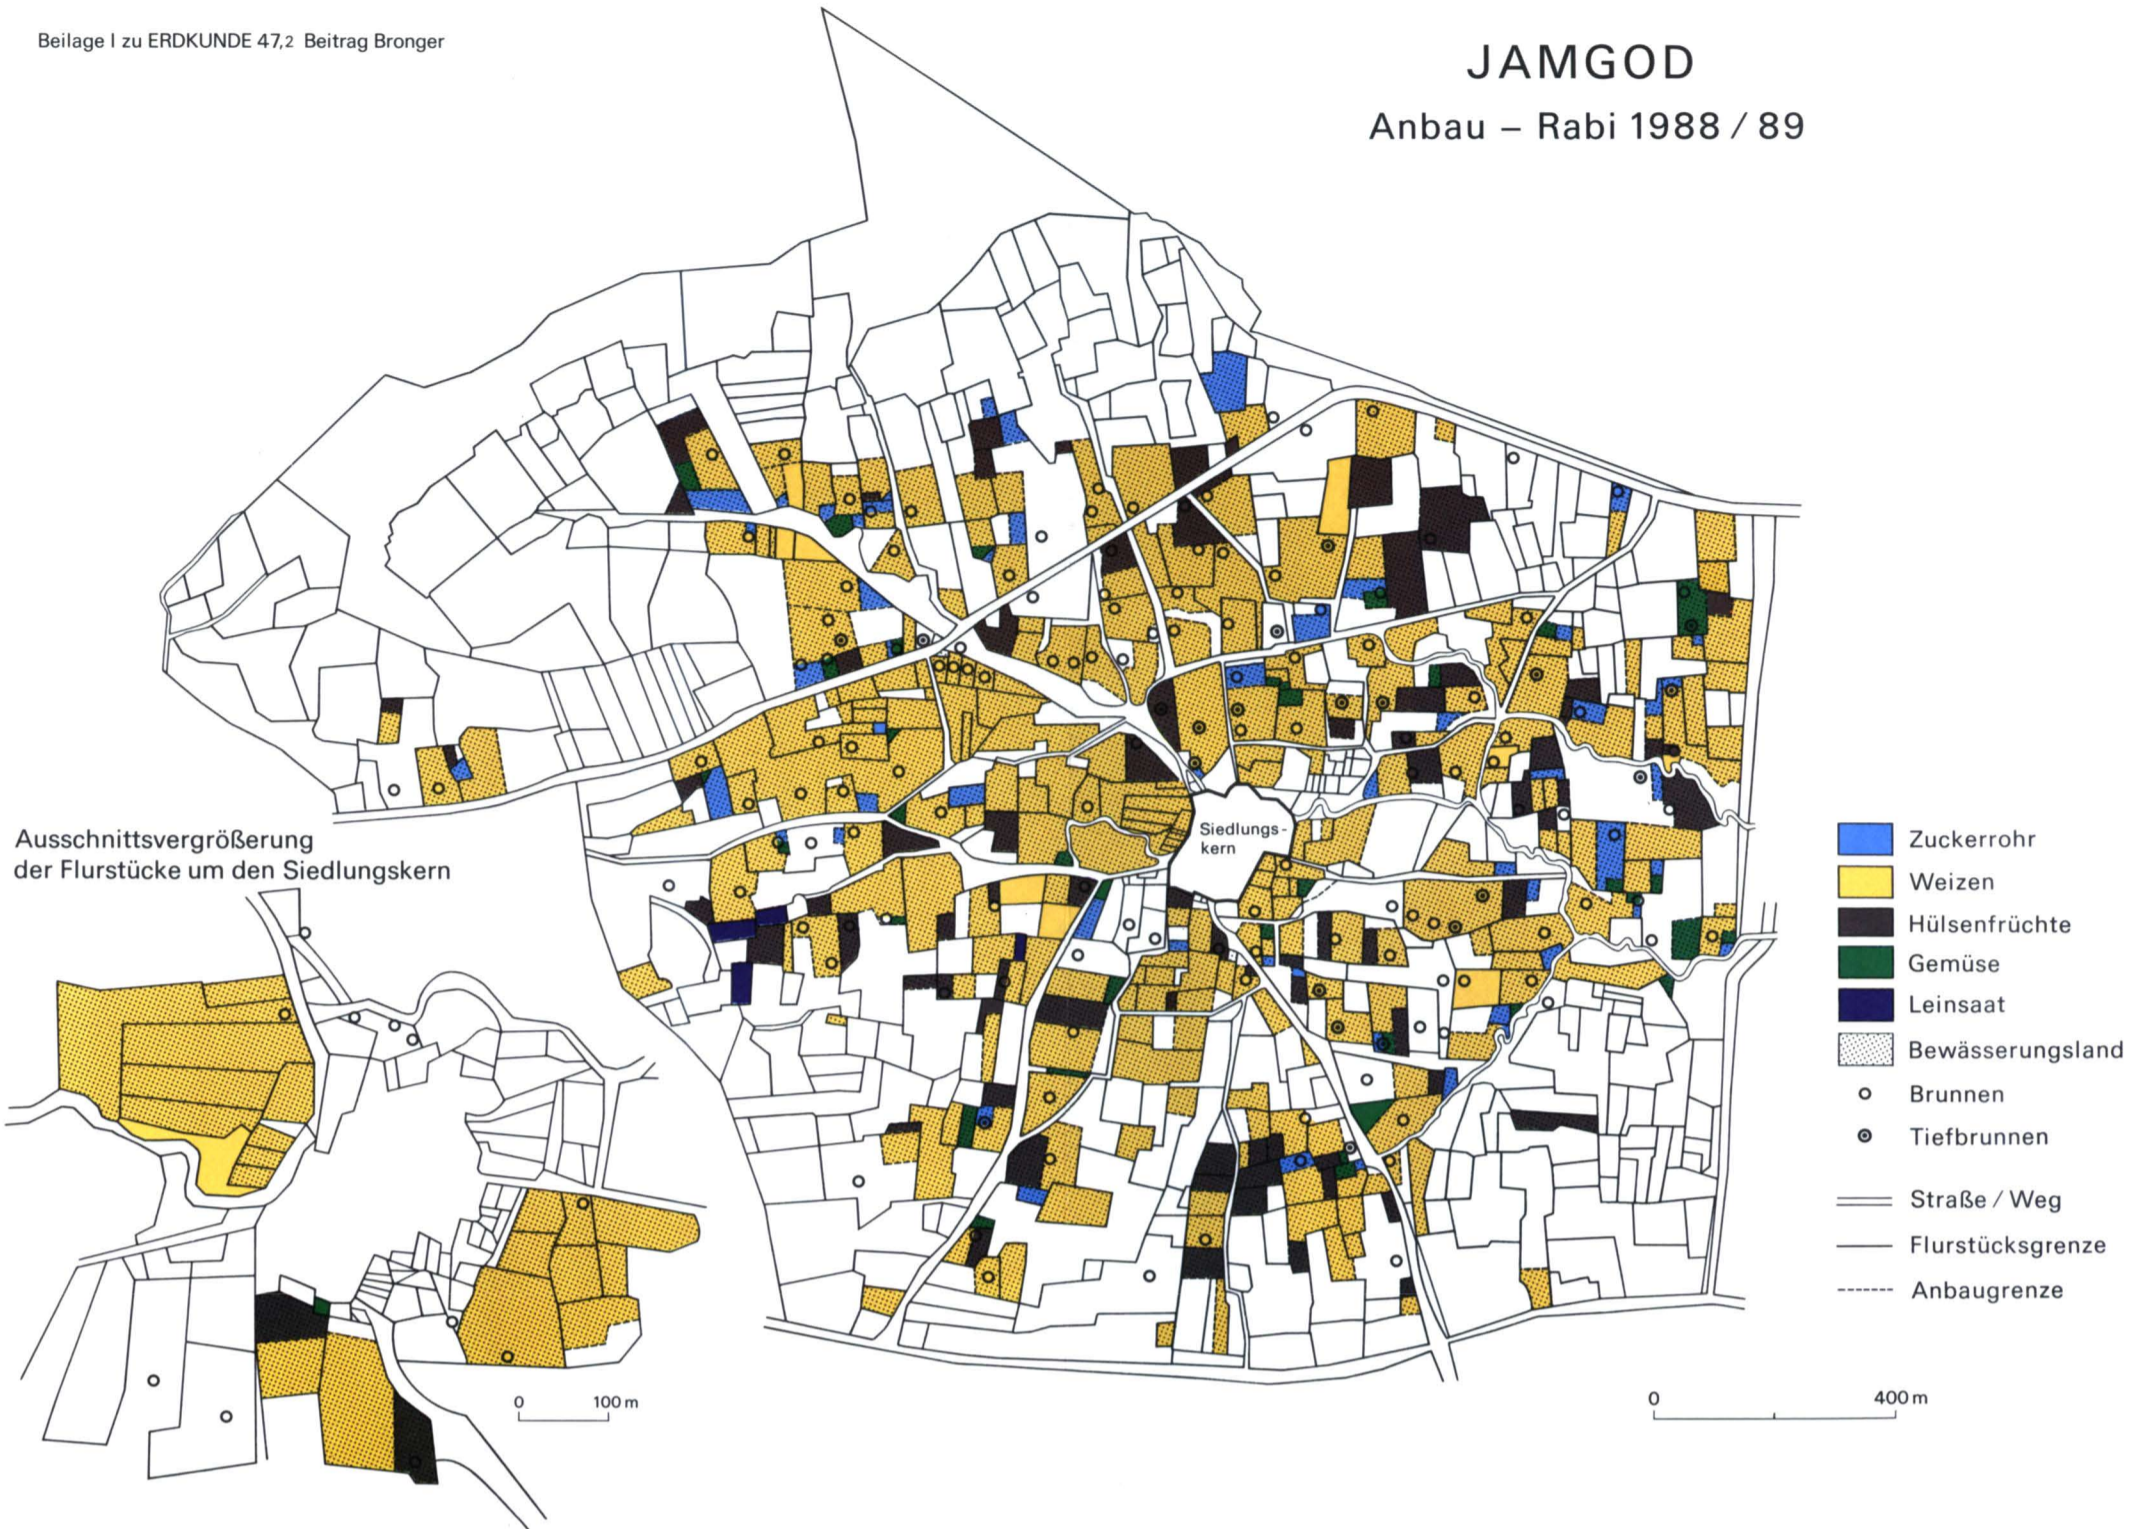 Beilage I zu ERDKUNDE 47,2 Beitrag Bronger
JAMGOD
Anbau – Rabi 1988 / 89
Siedlungs-
kern
Ausschnittsvergrößerung
der Flurstücke um den Siedlungskern
0 100 m
Zuckerrohr
Weizen
Hülsenfrüchte
Gemüse
Leinsaat
Bewässerungsland
Brunnen
Tiefbrunnen
Straße / Weg
Flurstücksgrenze
Anbaugrenze
0 400 m